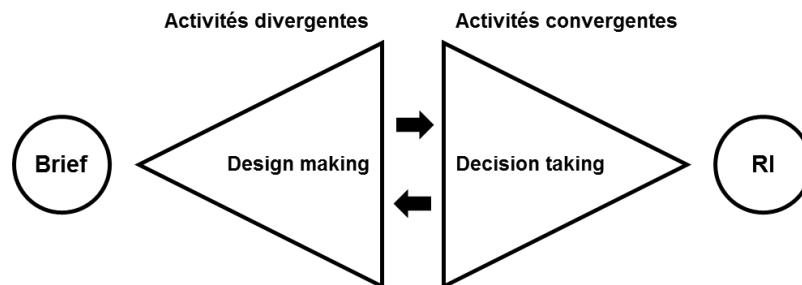 Activités divergentes
Activités convergentes
Brief
Design making
Decision taking
RI